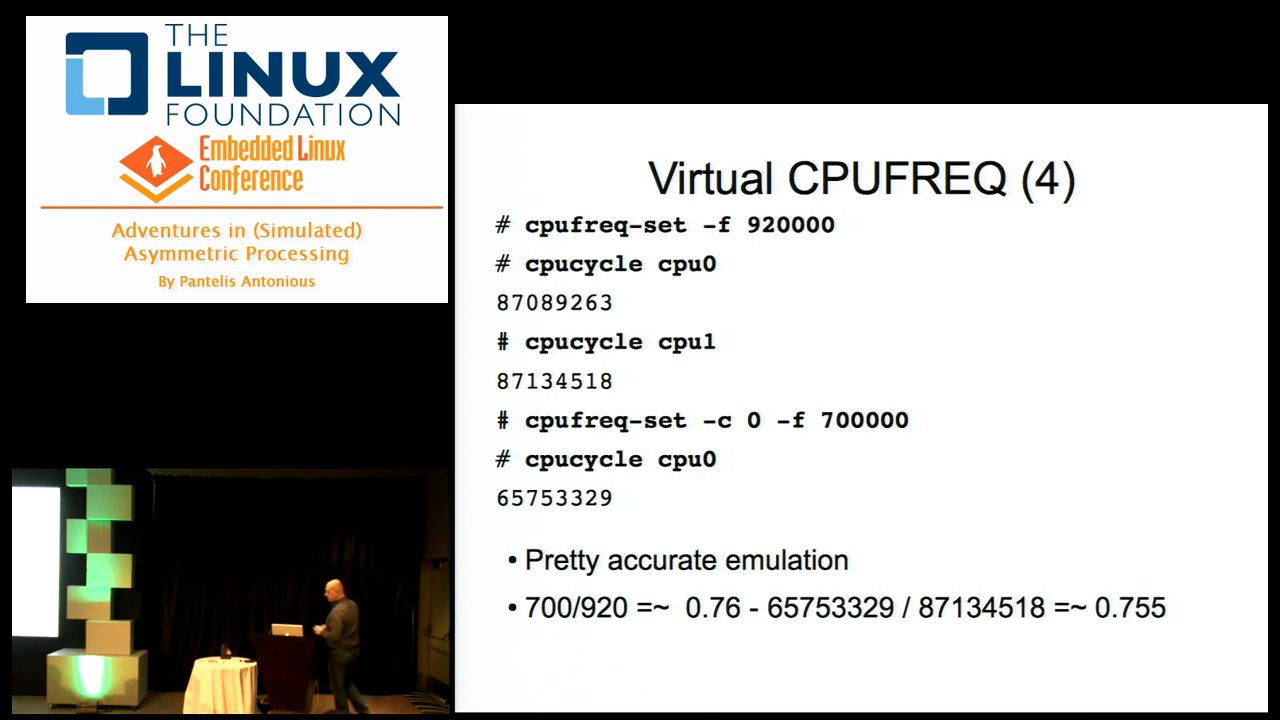 THE
LINUX
FOUNDATION
Embedded Linux
Conference
Adventures in (Simulated)
Asymmetric Processing
By Pantelis Antonious
Virtual CPUFREQ (4)
# cpufreq-set -f 920000
# cpucycle cpu0
87089263
# cpucycle cpu1
87134518
# cpufreq-set -c 0 -f 700000
# cpucycle cpu0
65753329
• Pretty accurate emulation
• 700/920 =~ 0.76 - 65753329 / 87134518 =~ 0.755